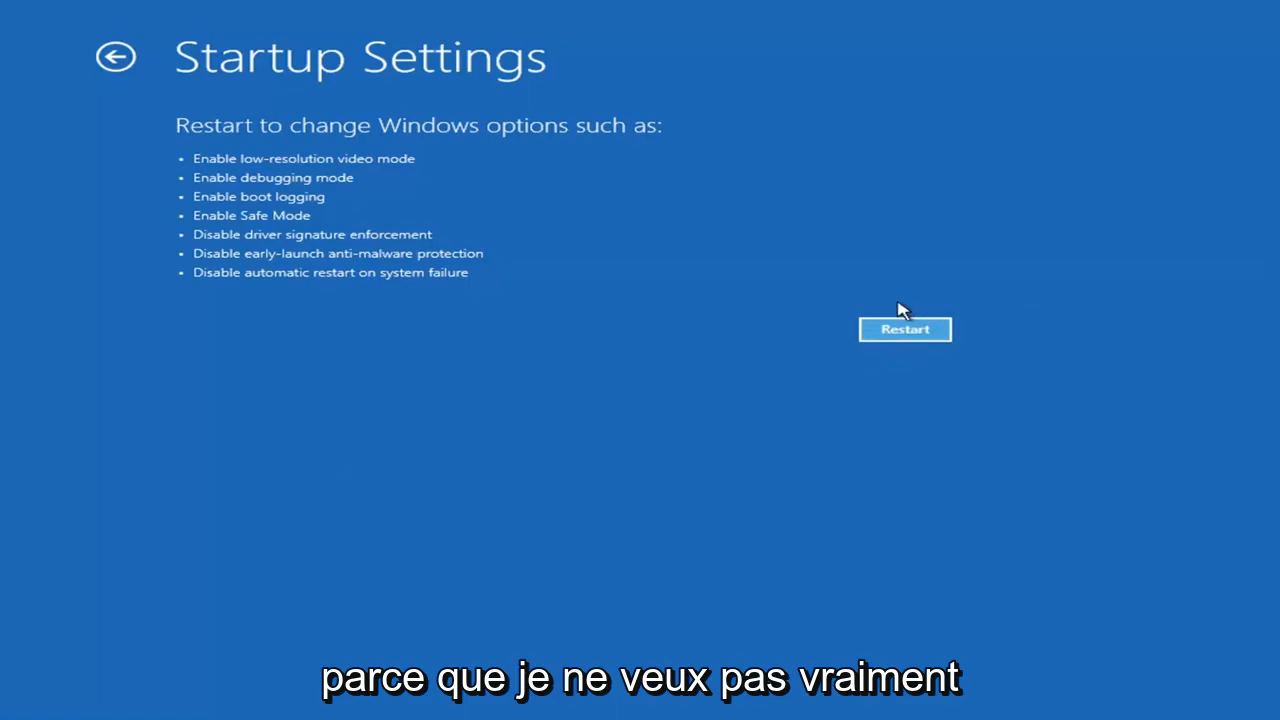 Startup Settings
Restart to change Windows options such as:
• Enable low-resolution video mode
• Enable debugging mode
• Enable boot logging
• Enable Safe Mode
• Disable driver signature enforcement
• Disable early-launch anti-malware protection
• Disable automatic restart on system failure
Restart
parce que je ne veux pas vraiment